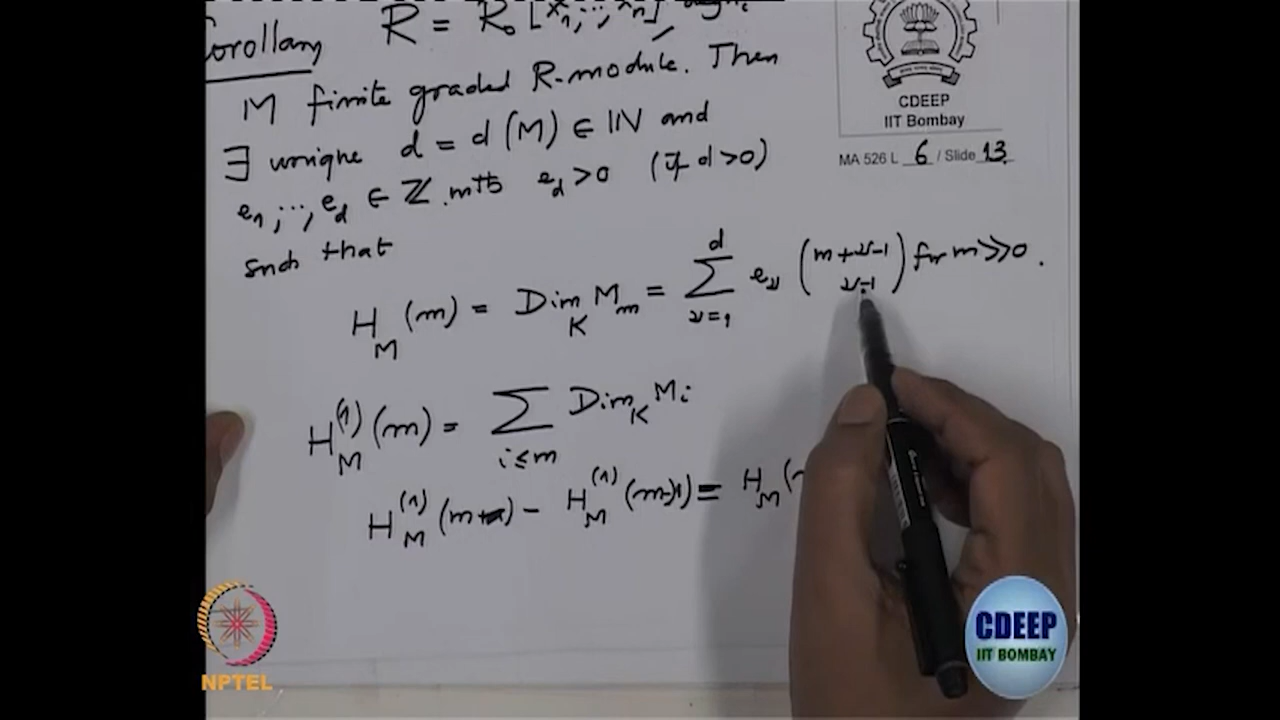 Corollary R = R₀[x₁,…,xₙ]
M finite graded R-module. Then
∃ unique d = d(M) ∈ ℕ and
e₁,…,e_d ∈ ℤ with e_d > 0 (if d > 0)
such that
H_M(m) = Dim_K M_m = Σ_{ν=1}^{d} e_ν (m+ν-1 ν-1) for m ≫ 0.
H_M^{(1)}(m) = Σ_{i≤m} Dim_K M_i
H_M^{(1)}(m) - H_M^{(1)}(m-1) = H_M(
CDEEP
IIT Bombay
MA 526 L 6 / Slide 13
NPTEL
CDEEP
IIT BOMBAY